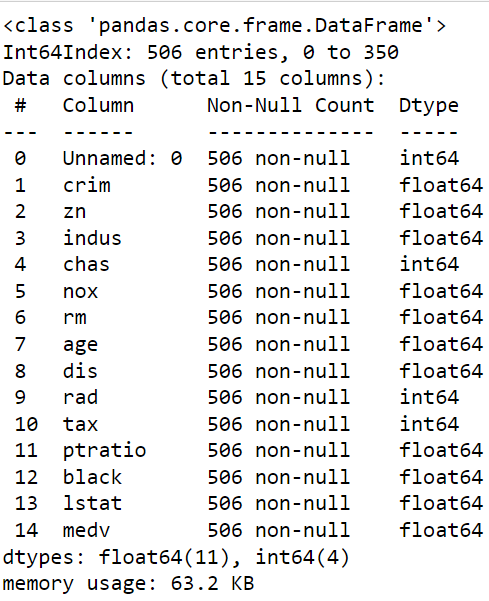 <class 'pandas.core.frame.DataFrame'>
Int64Index: 506 entries, 0 to 350
Data columns (total 15 columns):
 #   Column      Non-Null Count  Dtype
---  ------      --------------  -----
 0   Unnamed: 0  506 non-null    int64
 1   crim        506 non-null    float64
 2   zn          506 non-null    float64
 3   indus       506 non-null    float64
 4   chas        506 non-null    int64
 5   nox         506 non-null    float64
 6   rm          506 non-null    float64
 7   age         506 non-null    float64
 8   dis         506 non-null    float64
 9   rad         506 non-null    int64
 10  tax         506 non-null    int64
 11  ptratio     506 non-null    float64
 12  black       506 non-null    float64
 13  lstat       506 non-null    float64
 14  medv        506 non-null    float64
dtypes: float64(11), int64(4)
memory usage: 63.2 KB